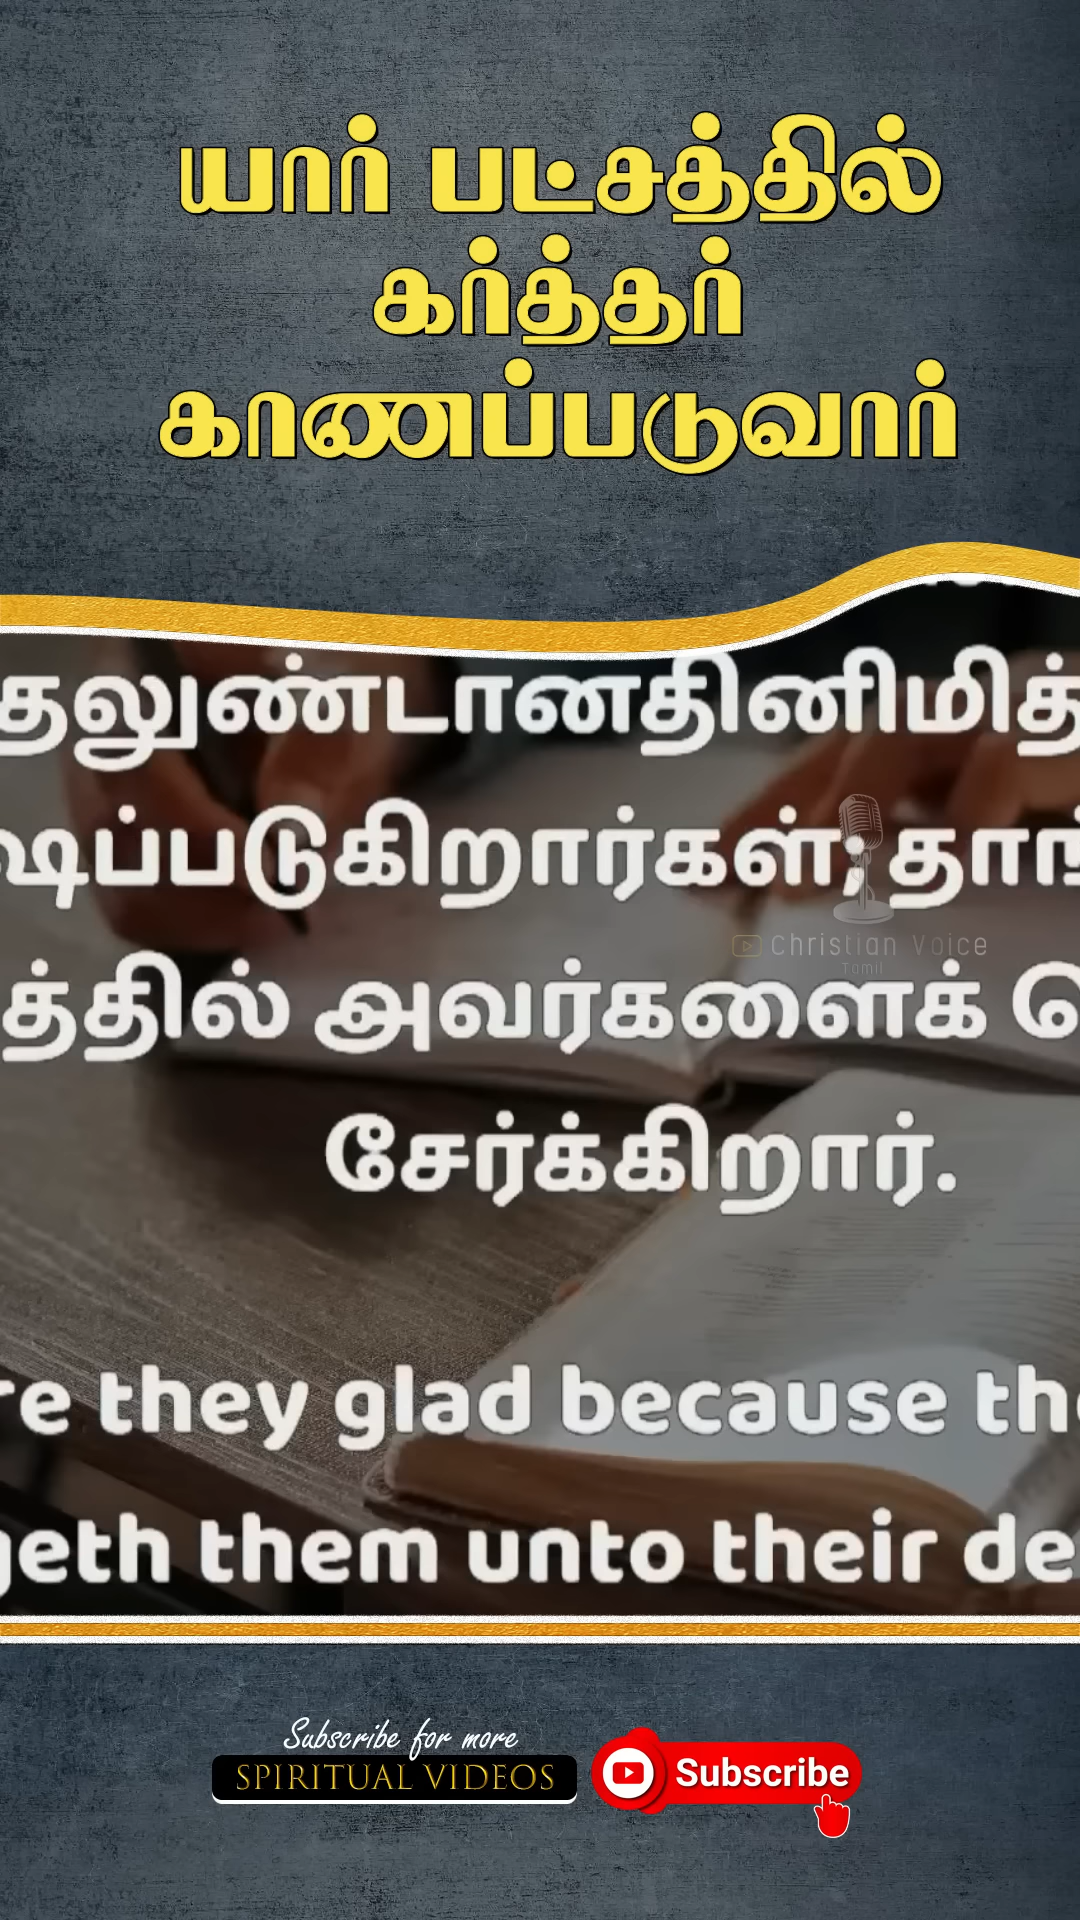 யார் பட்சத்தில்
கர்த்தர்
காணப்படுவார்
தலுண்டானதினிமித்
ஷப்படுகிறார்கள்; தாங்
த்தில் அவர்களைக்
சேர்க்கிறார்.
Christian Voice
Tamil
re they glad because the
geth them unto their de
Subscribe for more
SPIRITUAL VIDEOS
Subscribe